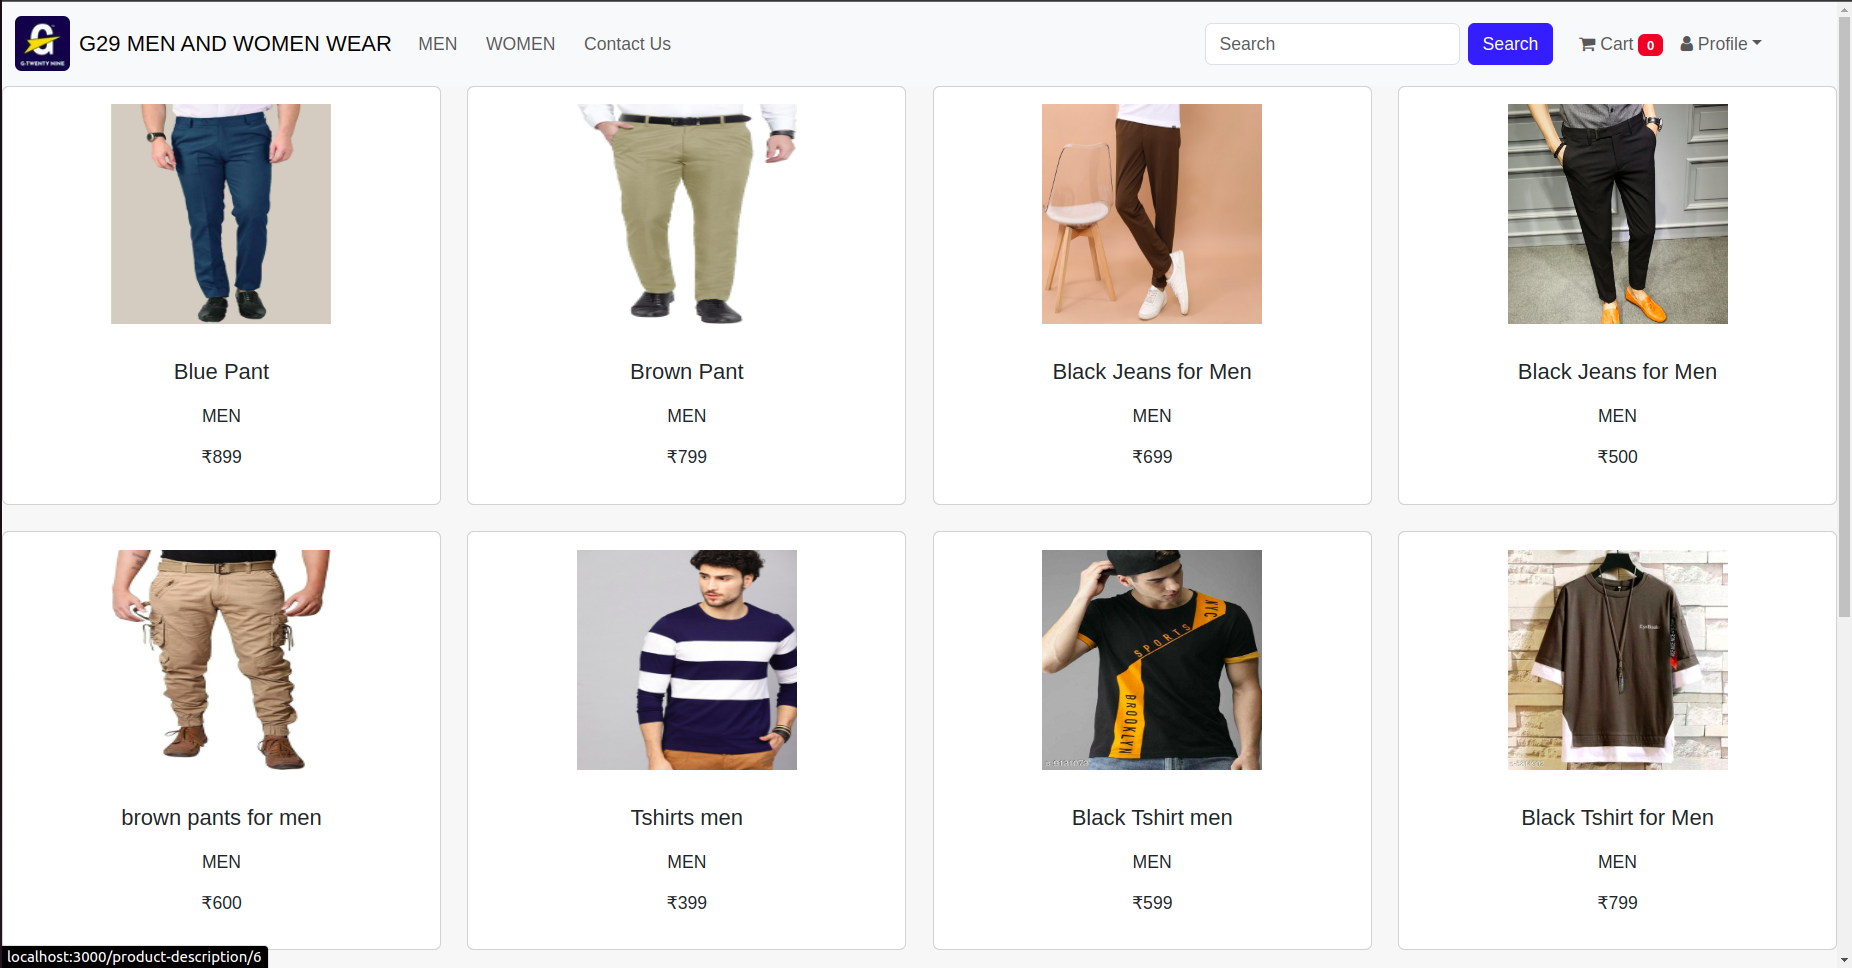 G-TWENTY NINE
G29 MEN AND WOMEN WEAR
MEN
WOMEN
Contact Us
Search
Search
Cart 0
Profile
Blue Pant
MEN
₹899
Brown Pant
MEN
₹799
Black Jeans for Men
MEN
₹699
Black Jeans for Men
MEN
₹500
brown pants for men
MEN
₹600
Tshirts men
MEN
₹399
NYC
SPORTS
BROOKLYN
Black Tshirt men
MEN
₹599
Black Tshirt for Men
MEN
₹799
localhost:3000/product-description/6